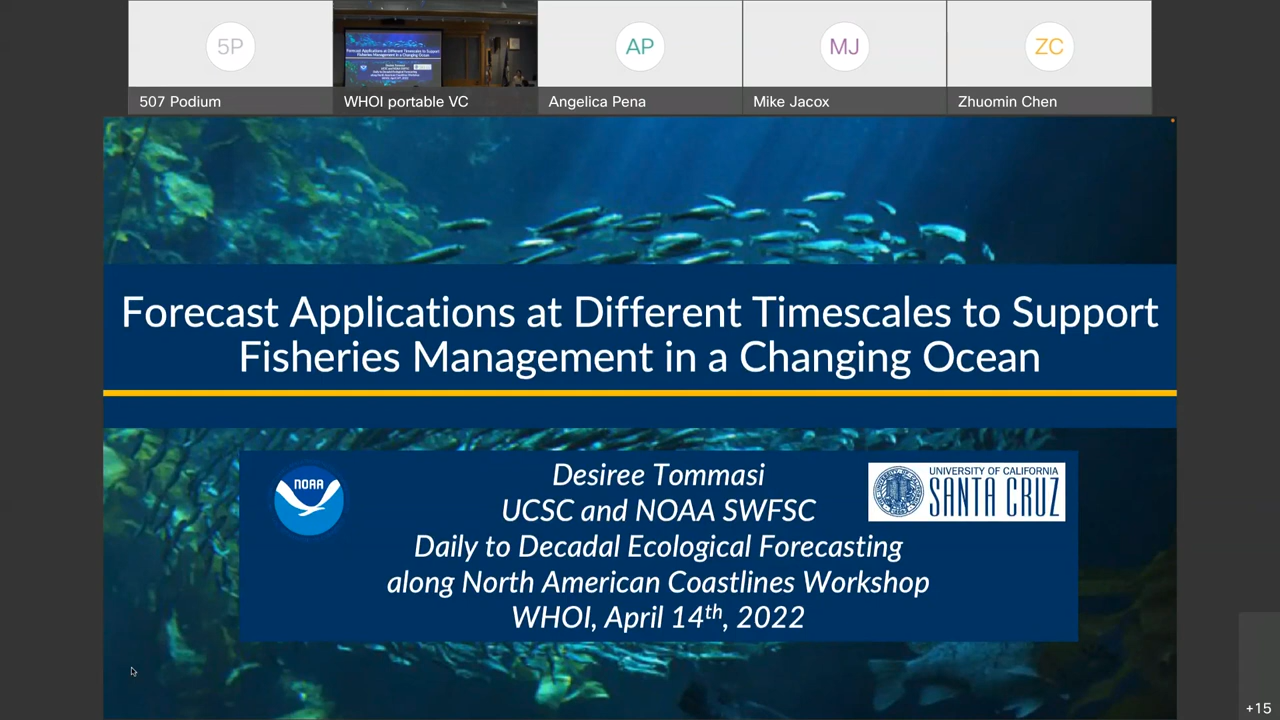 5P
AP
MJ
ZC
507 Podium
WHOI portable VC
Angelica Pena
Mike Jacox
Zhuomin Chen
Forecast Applications at Different Timescales to Support
Fisheries Management in a Changing Ocean
NOAA
Desiree Tommasi
UCSC and NOAA SWFSC
Daily to Decadal Ecological Forecasting
along North American Coastlines Workshop
WHOI, April 14th, 2022
UNIVERSITY OF CALIFORNIA
SANTA CRUZ
+15